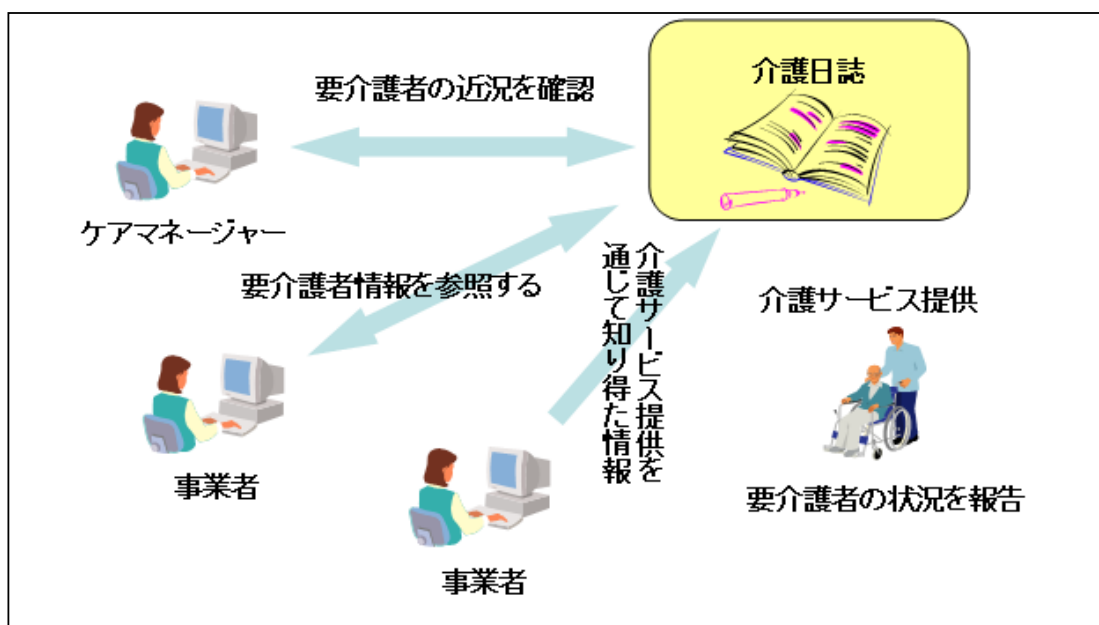 介護日誌
要介護者の近況を確認
ケアマネージャー
要介護者情報を参照する
介護サービス提供を
通じて知り得た情報
介護サービス提供
事業者
要介護者の状況を報告
事業者